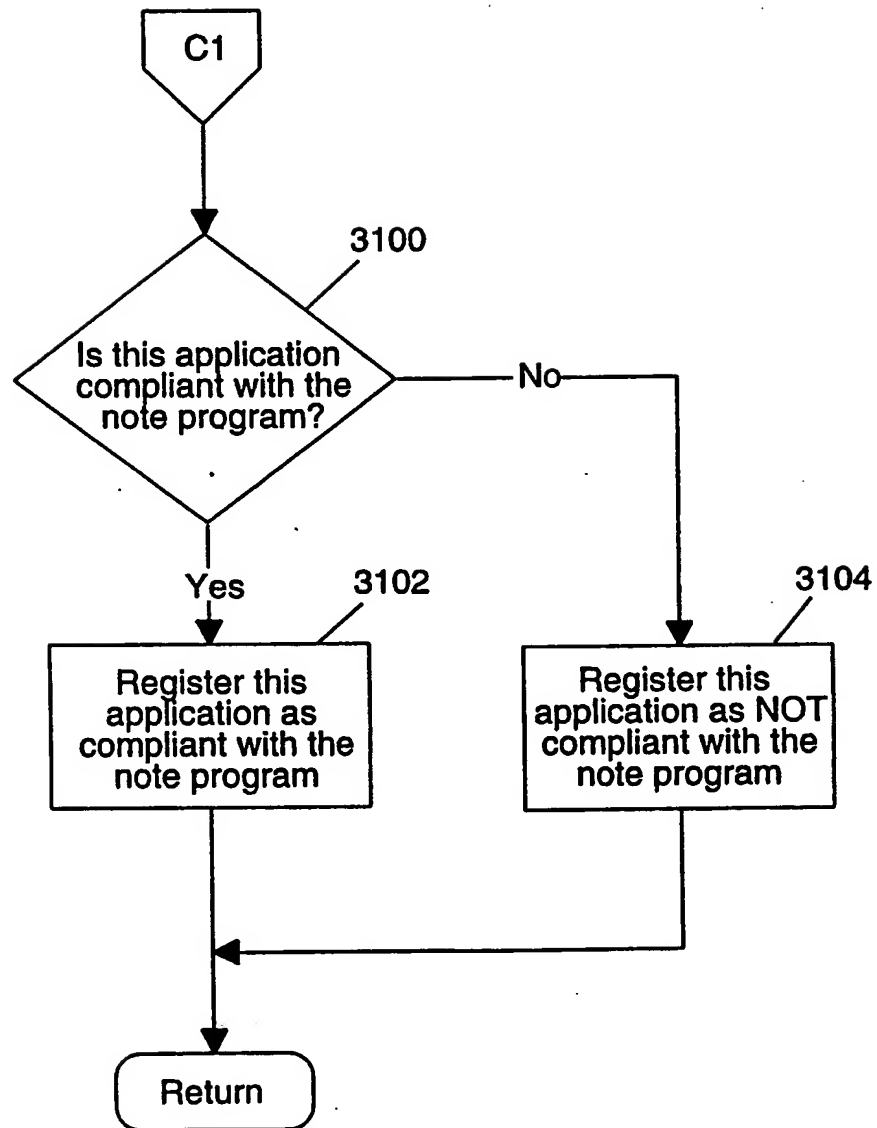 C1
3100
Is this application
compliant with the
note program?
No
Yes
3102
3104
Register this
application as
compliant with the
note program
Register this
application as NOT
compliant with the
note program
Return